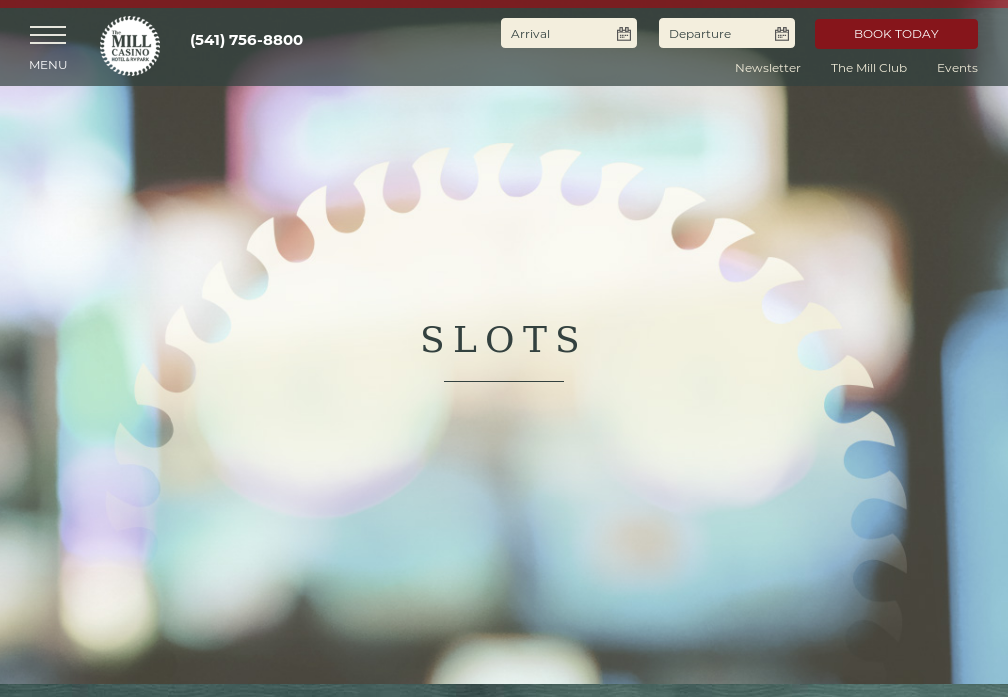 MENU
The
MILL
CASINO
HOTEL & RV PARK
(541) 756-8800
Arrival
Departure
BOOK TODAY
Newsletter
The Mill Club
Events
SLOTS